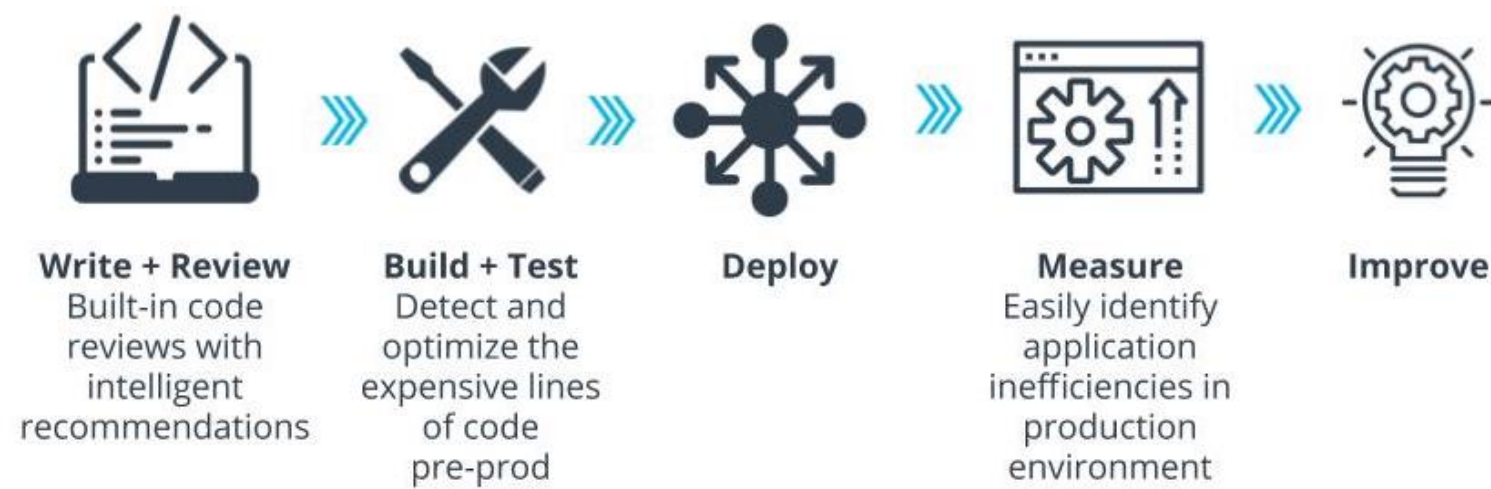 Write + Review
Built-in code
reviews with
intelligent
recommendations
Build + Test
Detect and
optimize the
expensive lines
of code
pre-prod
Deploy
Measure
Easily identify
application
inefficiencies in
production
environment
Improve